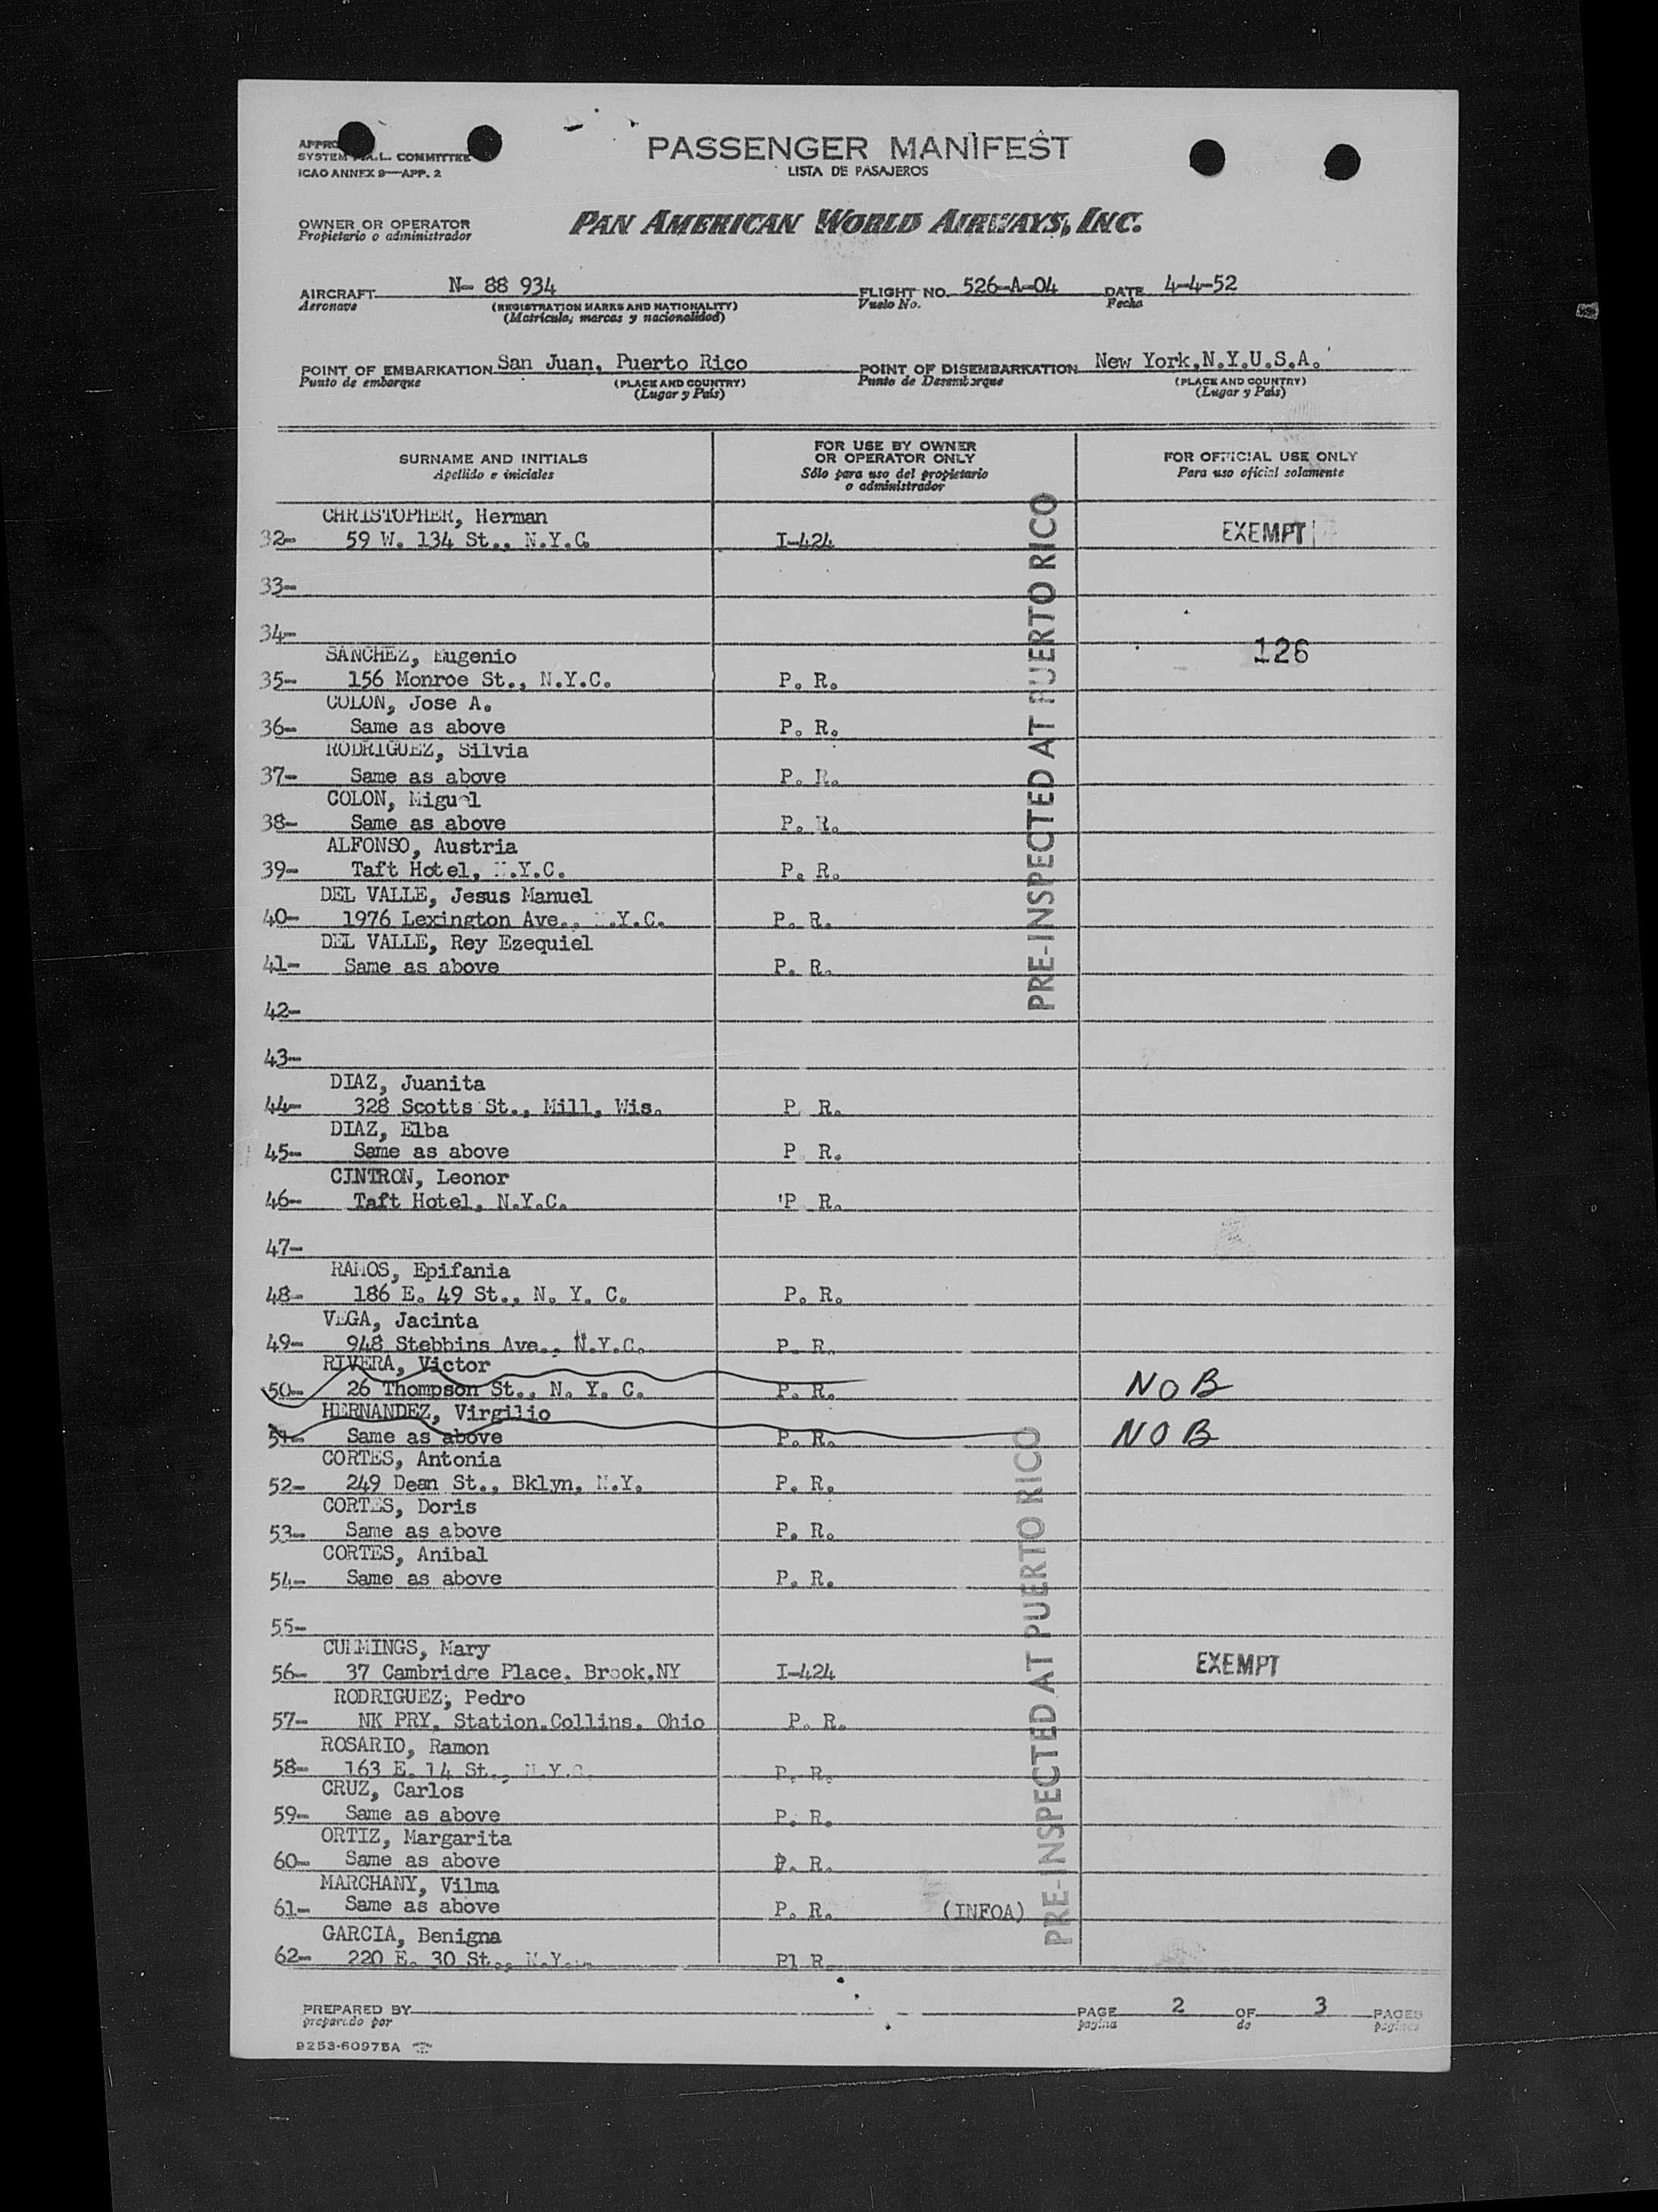 APPRO
SYSTEM A.L. COMMITTEE
ICAO ANNEX 9—APP. 2
PASSENGER MANIFEST
LISTA DE PASAJEROS
OWNER OR OPERATOR
Propietario o administrador
PAN AMERICAN WORLD AIRWAYS, INC.
AIRCRAFT N- 88 934 FLIGHT NO. 526-A-04 DATE 4-4-52
Aeronave (REGISTRATION MARKS AND NATIONALITY) Vuelo No. Fecha
(Matrícula, marcas y nacionalidad)
POINT OF EMBARKATION San Juan, Puerto Rico POINT OF DISEMBARKATION New York,N.Y.U.S.A.
Punto de embarque (PLACE AND COUNTRY) Punto de Desembarque (PLACE AND COUNTRY)
(Lugar y País) (Lugar y País)
SURNAME AND INITIALS
Apellido e iniciales
FOR USE BY OWNER
OR OPERATOR ONLY
Sólo para uso del propietario
o administrador
FOR OFFICIAL USE ONLY
Para uso oficial solamente
CHRISTOPHER, Herman
32- 59 W. 134 St., N.Y.C. I-424 EXEMPT
33-
34-
126
SANCHEZ, Eugenio
35- 156 Monroe St., N.Y.C. P. R.
COLON, Jose A.
36- Same as above P. R.
RODRIGUEZ, Silvia
37- Same as above P. R.
COLON, Miguel
38- Same as above P. R.
ALFONSO, Austria
39- Taft Hotel, N.Y.C. P. R.
DEL VALLE, Jesus Manuel
40- 1976 Lexington Ave., N.Y.C. P. R.
DEL VALLE, Rey Ezequiel
41- Same as above P. R.
PRE-INSPECTED AT PUERTO RICO
42-
43-
DIAZ, Juanita
44- 328 Scotts St., Mill, Wis. P R.
DIAZ, Elba
45- Same as above P R.
CINTRON, Leonor
46- Taft Hotel, N.Y.C. 'P R.
47-
RAMOS, Epifania
48- 186 E. 49 St., N. Y. C. P. R.
VEGA, Jacinta
49- 948 Stebbins Ave., N.Y.C. P. R.
RIVERA, Victor
50- 26 Thompson St., N. Y. C. P. R. NOB
HERNANDEZ, Virgilio
51- Same as above P. R. NOB
CORTES, Antonia
52- 249 Dean St., Bklyn, N.Y. P. R.
CORTES, Doris
53- Same as above P. R.
CORTES, Anibal
54- Same as above P. R.
55-
CUMMINGS, Mary
56- 37 Cambridge Place. Brook.NY I-424 EXEMPT
RODRIGUEZ, Pedro
57- NK PRY. Station.Collins. Ohio P. R.
ROSARIO, Ramon
58- 163 E. 14 St., N.Y.C. P. R.
CRUZ, Carlos
59- Same as above P. R.
ORTIZ, Margarita
60- Same as above P. R.
MARCHANY, Vilma
61- Same as above P. R. (INFOA)
GARCIA, Benigna
62- 220 E. 30 St., N.Y. Pl R.
PRE-INSPECTED AT PUERTO RICO
PREPARED BY PAGE 2 OF 3 PAGES
preparado por pagina de paginas
9253-60975A